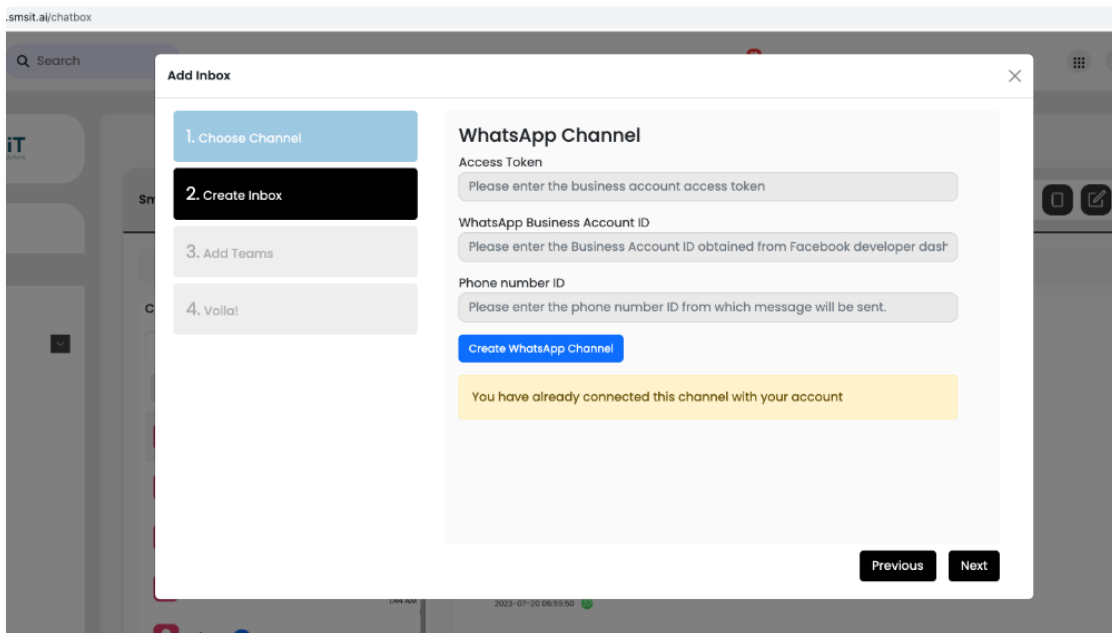 .smsit.ai/chatbox
Search
Add Inbox
1. Choose Channel
2. Create Inbox
3. Add Teams
4. Voila!
WhatsApp Channel
Access Token
Please enter the business account access token
WhatsApp Business Account ID
Please enter the Business Account ID obtained from Facebook developer dash
Phone number ID
Please enter the phone number ID from which message will be sent.
Create WhatsApp Channel
You have already connected this channel with your account
Previous
Next
iT
Sm
C
2023-07-20 06:59:50